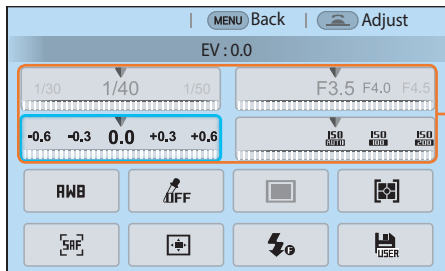 MENU Back Adjust
EV : 0.0
1/30 1/40 1/50 F3.5 F4.0 F4.5
-0.6 -0.3 0.0 +0.3 +0.6 ISO AUTO ISO 100 ISO 200
AWB OFF
SAF USER